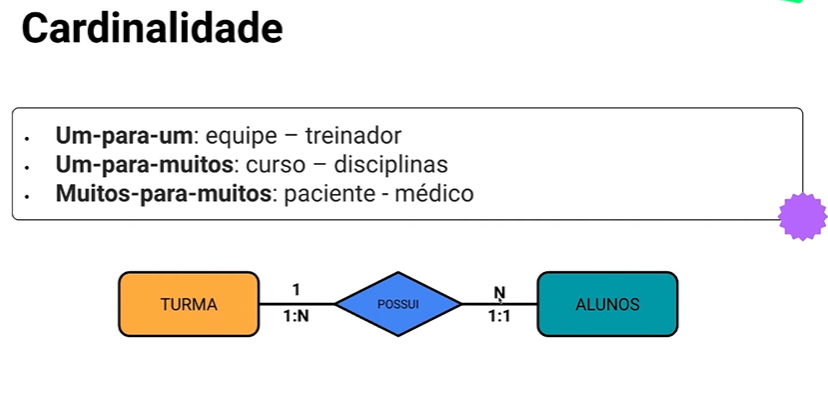 Cardinalidade
• Um-para-um: equipe – treinador
• Um-para-muitos: curso – disciplinas
• Muitos-para-muitos: paciente - médico
1
N
TURMA
POSSUI
ALUNOS
1:N
1:1